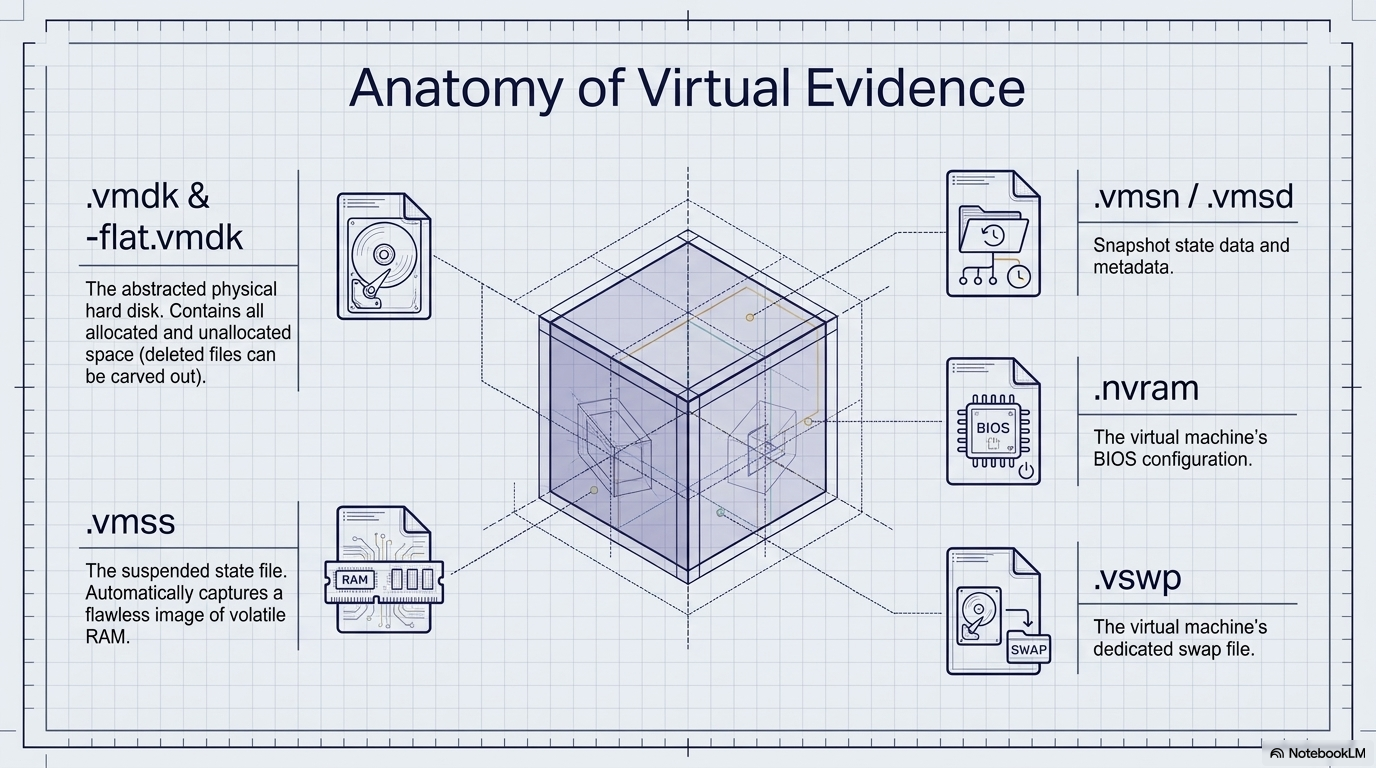 Anatomy of Virtual Evidence
.vmdk &
-flat.vmdk
The abstracted physical
hard disk. Contains all
allocated and unallocated
space (deleted files can
be carved out).
.vmss
The suspended state file.
Automatically captures a
flawless image of volatile
RAM.
RAM
.vmsn / .vmsd
Snapshot state data and
metadata.
BIOS
.nvram
The virtual machine's
BIOS configuration.
SWAP
.vswp
The virtual machine's
dedicated swap file.
NotebookLM